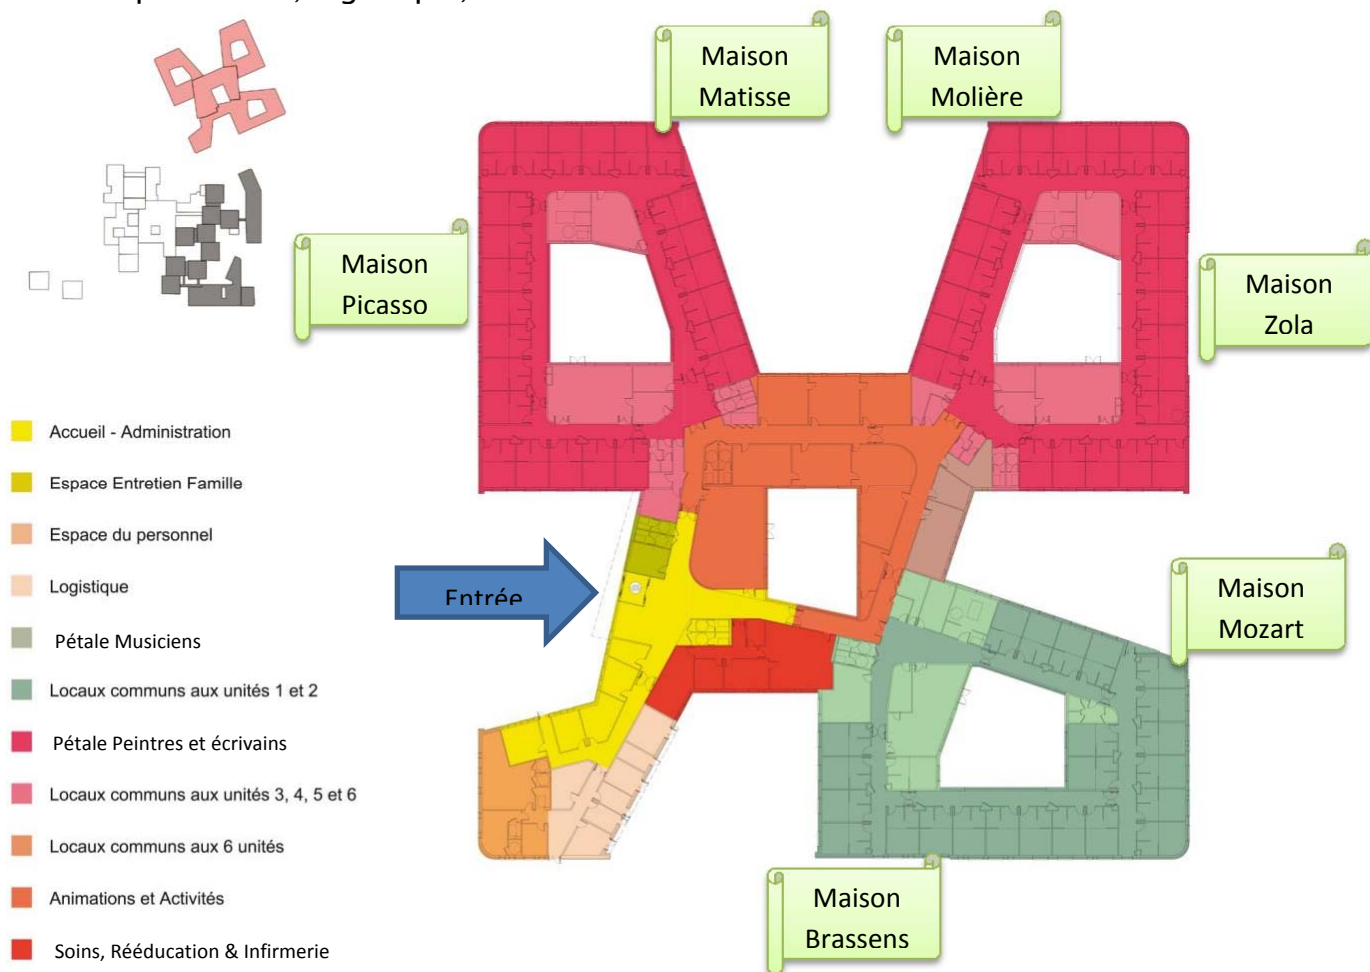 Maison
Matisse
Maison
Molière
Maison
Picasso
Maison
Zola
Accueil - Administration
Espace Entretien Famille
Espace du personnel
Logistique
Pétale Musiciens
Locaux communs aux unités 1 et 2
Pétale Peintres et écrivains
Locaux communs aux unités 3, 4, 5 et 6
Locaux communs aux 6 unités
Animations et Activités
Soins, Rééducation & Infirmerie
Entrée
Maison
Mozart
Maison
Brassens